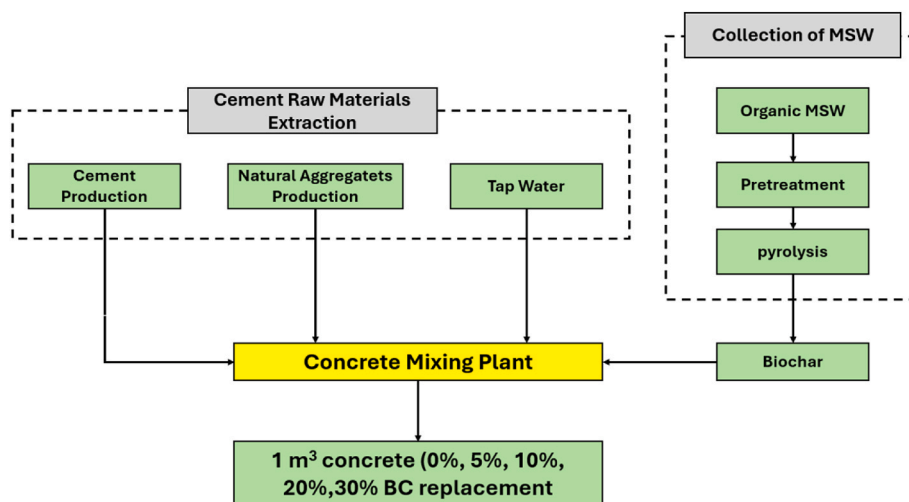 Collection of MSW
Cement Raw Materials
Extraction
Organic MSW
Cement
Production
Natural Aggregatets
Production
Tap Water
Pretreatment
pyrolysis
Concrete Mixing Plant
Biochar
1 m³ concrete (0%, 5%, 10%,
20%,30% BC replacement